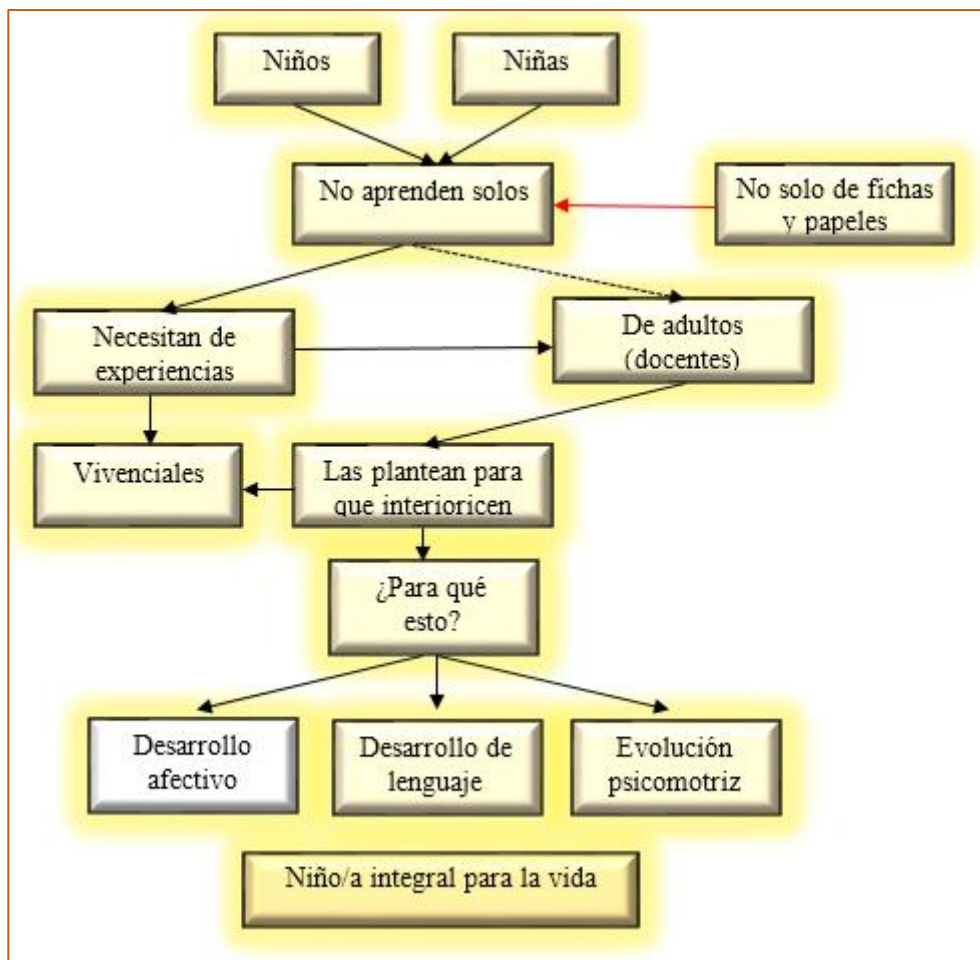 Niños
Niñas
No aprenden solos
No solo de fichas
y papeles
Necesitan de
experiencias
De adultos
(docentes)
Vivenciales
Las plantean para
que interioricen
¿Para qué
esto?
Desarrollo
afectivo
Desarrollo de
lenguaje
Evolución
psicomotriz
Niño/a integral para la vida